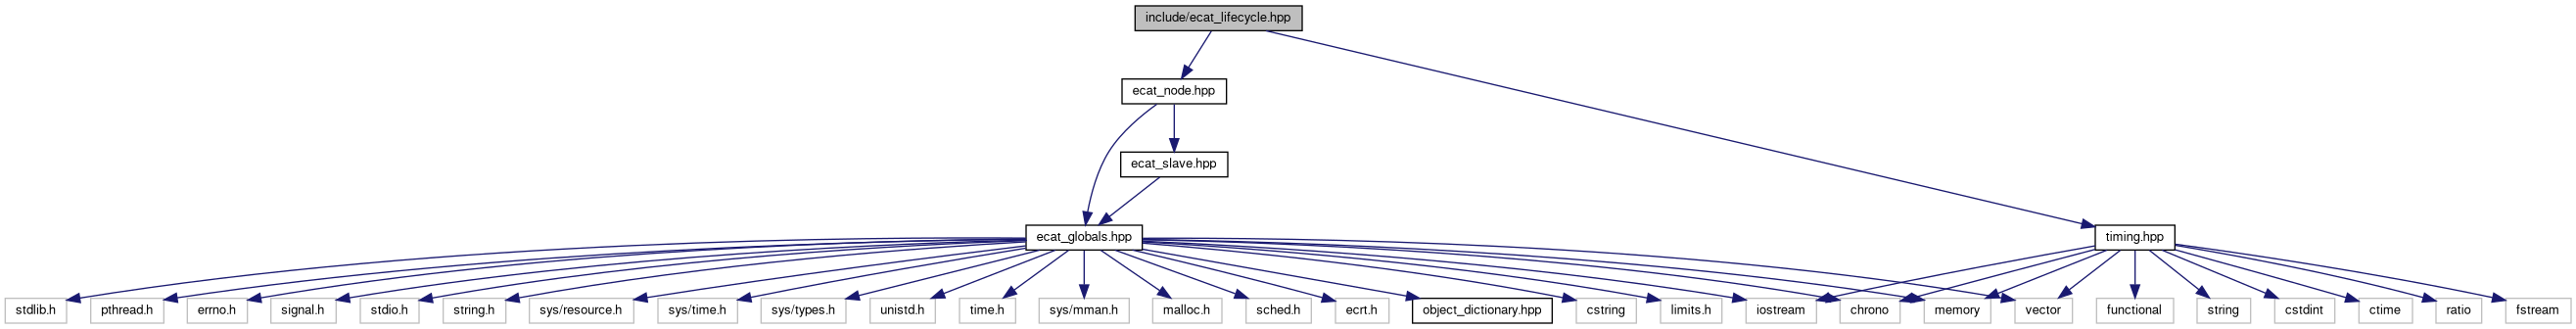 include/ecat_lifecycle.hpp
ecat_node.hpp
ecat_slave.hpp
ecat_globals.hpp
timing.hpp
stdlib.h
pthread.h
errno.h
signal.h
stdio.h
string.h
sys/resource.h
sys/time.h
sys/types.h
unistd.h
time.h
sys/mman.h
malloc.h
sched.h
ecrt.h
object_dictionary.hpp
cstring
limits.h
iostream
chrono
memory
vector
functional
string
cstdint
ctime
ratio
fstream